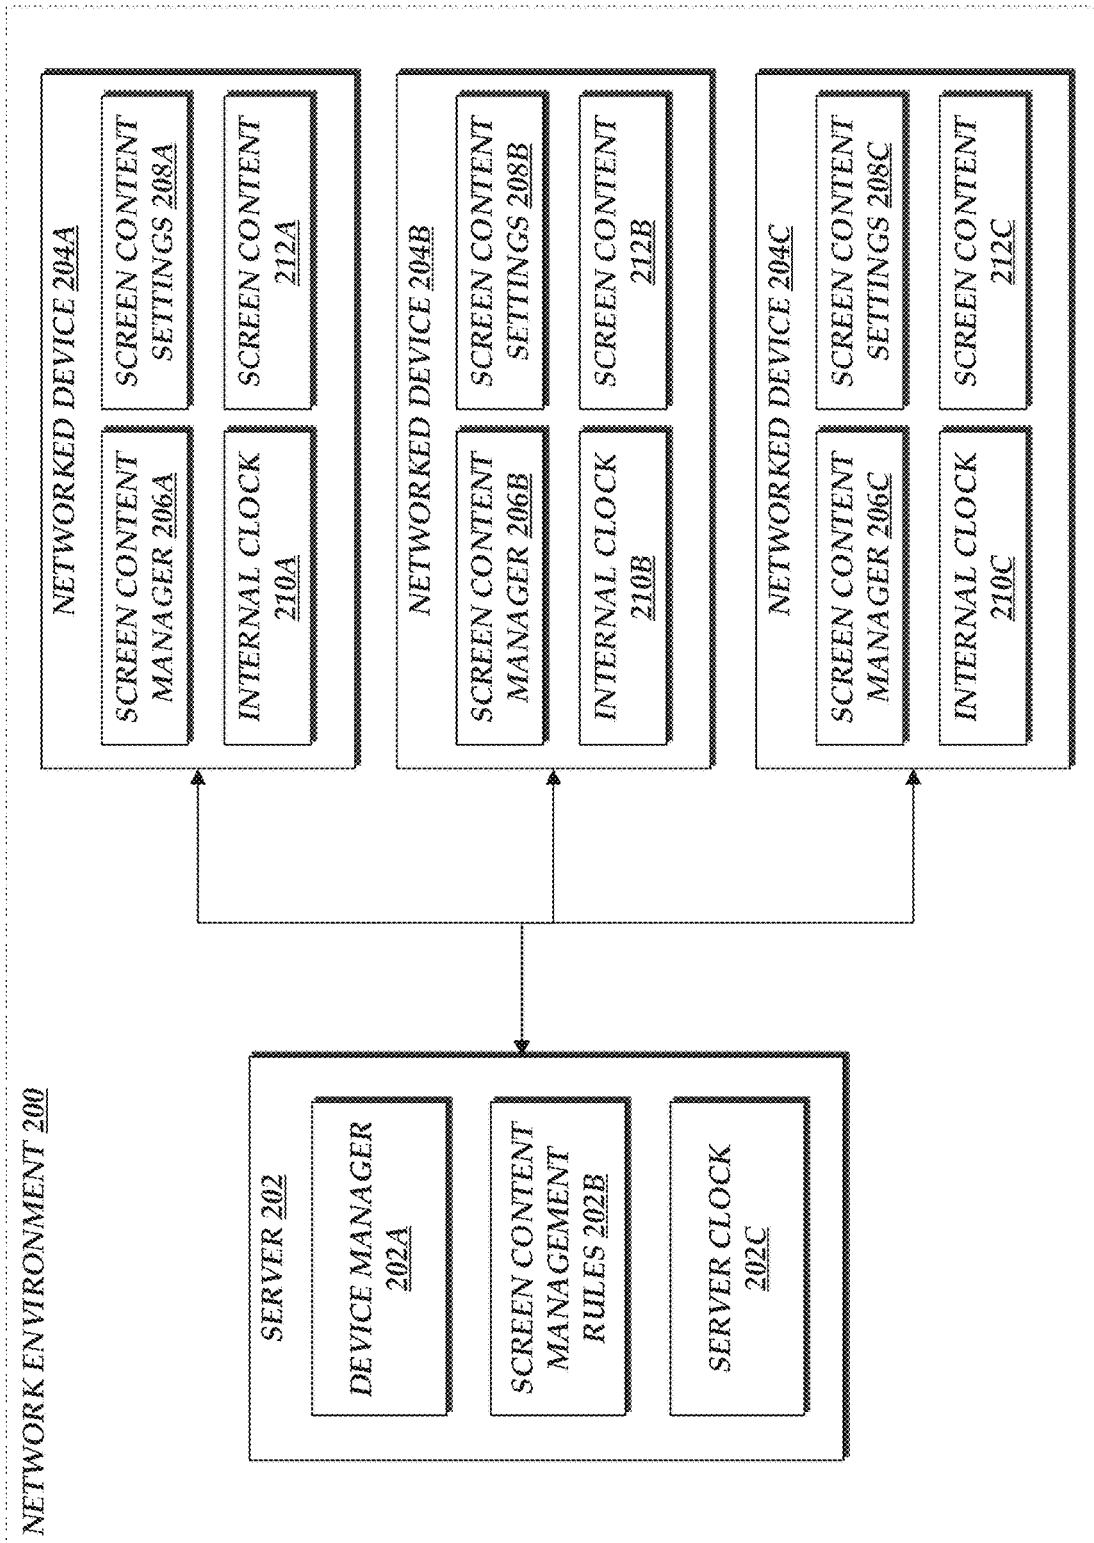 NETWORK ENVIRONMENT 200
SERVER 202
DEVICE MANAGER
202A
SCREEN CONTENT
MANAGEMENT
RULES 202B
SERVER CLOCK
202C
NETWORKED DEVICE 204A
SCREEN CONTENT
MANAGER 206A
SCREEN CONTENT
SETTINGS 208A
INTERNAL CLOCK
210A
SCREEN CONTENT
212A
NETWORKED DEVICE 204B
SCREEN CONTENT
MANAGER 206B
SCREEN CONTENT
SETTINGS 208B
INTERNAL CLOCK
210B
SCREEN CONTENT
212B
NETWORKED DEVICE 204C
SCREEN CONTENT
MANAGER 206C
SCREEN CONTENT
SETTINGS 208C
INTERNAL CLOCK
210C
SCREEN CONTENT
212C